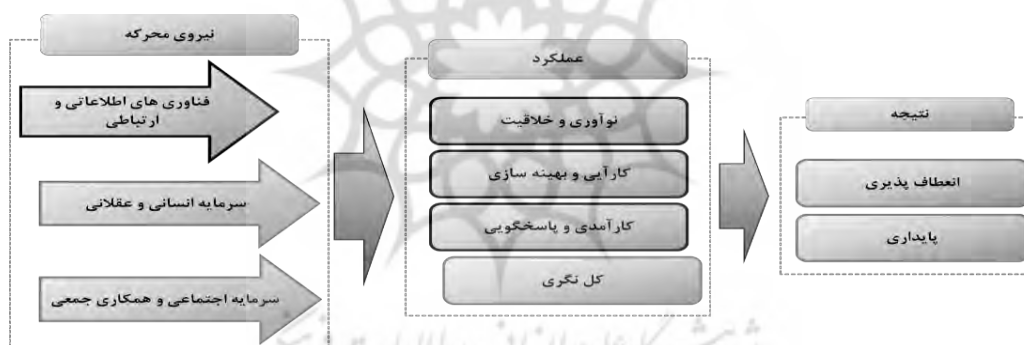 نیروی محرکه
فناوری های اطلاعاتی و
ارتباطی
سرمایه انسانی و عقلانی
سرمایه اجتماعی و همکاری جمعی
عملکرد
نوآوری و خلاقیت
کارآیی و بهینه سازی
کارآمدی و پاسخگویی
کل نگری
نتیجه
انعطاف پذیری
پایداری